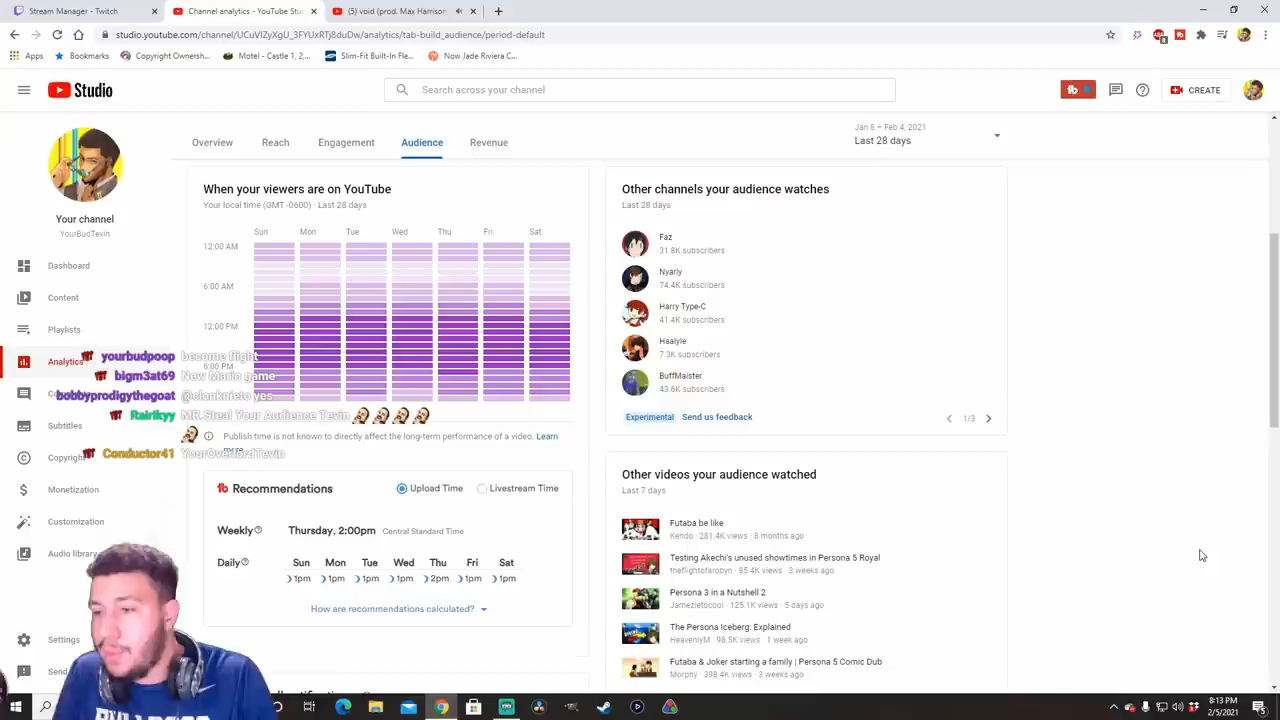 Stream Manager - Twitch
Channel analytics - YouTube Stu
(5) void (prod. Max Harrison
studio.youtube.com/channel/UCuVlZyXgU_3FYUxRTj8duDw/analytics/tab-build_audience/period-default
Apps
Bookmarks
Copyright Ownersh...
Motel - Castle 1, 2,...
Slim-Fit Built-In Fle...
Now Jade Riviera C...
Studio
Search across your channel
CREATE
Overview
Reach
Engagement
Audience
Revenue
Jan 8 – Feb 4, 2021
Last 28 days
Your channel
YourBudTevin
Dashboard
Content
Playlists
Analytics
Subtitles
Copyright
Monetization
Customization
Audio library
Settings
Send
When your viewers are on YouTube
Your local time (GMT -0600) · Last 28 days
Sun Mon Tue Wed Thu Fri Sat
12:00 AM
6:00 AM
12:00 PM
6:00 PM
yourbudpoop become flight
bigm3at69 New Mario game
bobbyprodigythegoat @clonknieto yes
Rairikyy MR.Steal Your Audience Tevin
Conductor41 YourOverlordTevin
Publish time is not known to directly affect the long-term performance of a video. Learn
more
Recommendations
Upload Time
Livestream Time
Weekly
Thursday, 2:00pm Central Standard Time
Daily
Sun Mon Tue Wed Thu Fri Sat
1pm 1pm 1pm 1pm 2pm 1pm 1pm
How are recommendations calculated?
Other channels your audience watches
Last 28 days
Faz
31.8K subscribers
Nyarly
74.4K subscribers
Harry Type-C
41.4K subscribers
Haalyle
7.3K subscribers
BuffMaister
43.6K subscribers
Experimental
Send us feedback
1/3
Other videos your audience watched
Last 7 days
Futaba be like
Kendo · 281.4K views · 8 months ago
Testing Akechi's unused showtimes in Persona 5 Royal
theflightofarobyn · 85.4K views · 3 weeks ago
Persona 3 in a Nutshell 2
Jamezietocool · 125.1K views · 5 days ago
The Persona Iceberg: Explained
HeavenlyM · 98.5K views · 1 week ago
Futaba & Joker starting a family | Persona 5 Comic Dub
Morphy · 398.4K views · 3 weeks ago
8:13 PM
2/5/2021